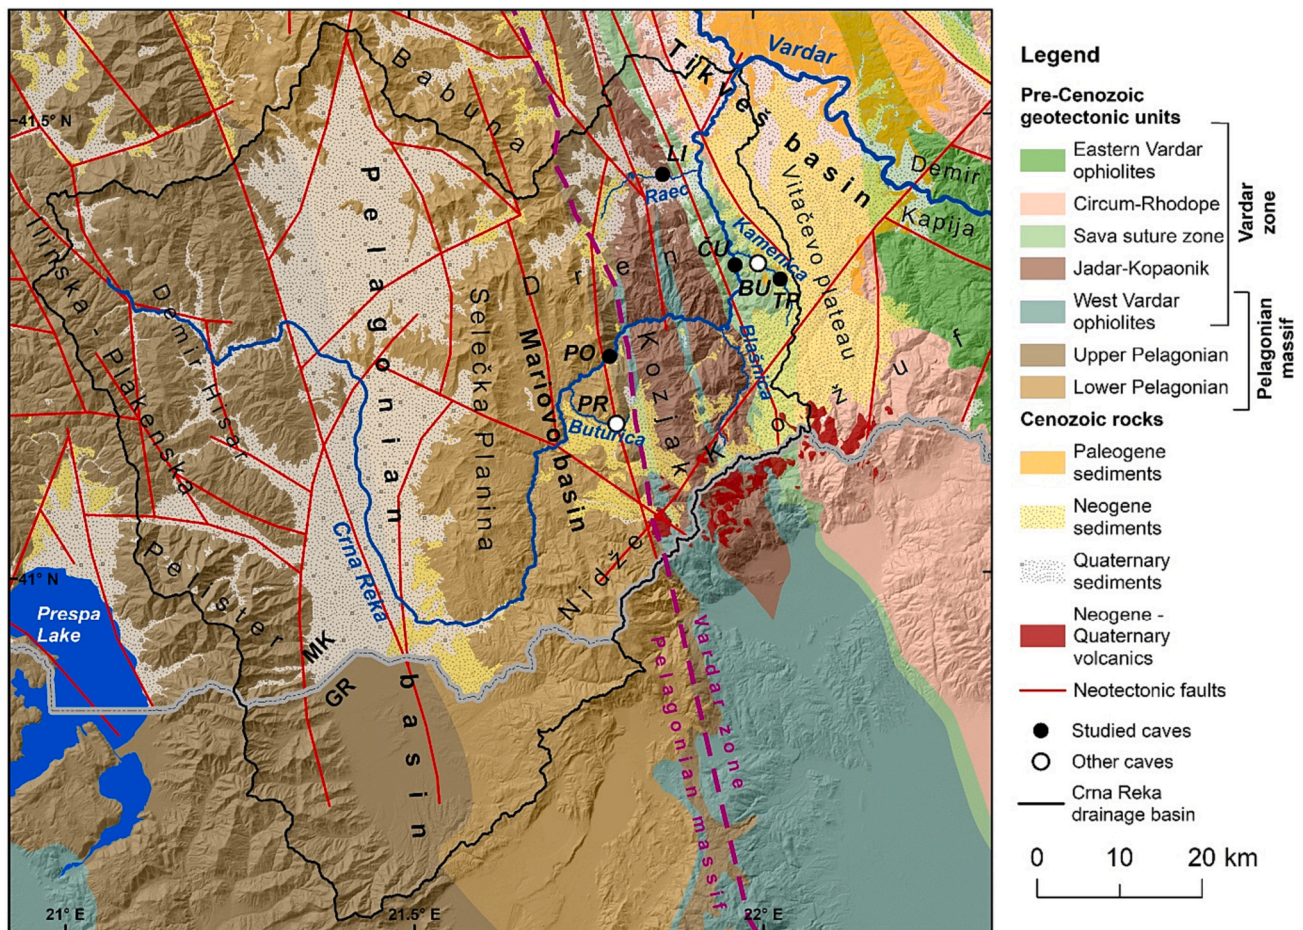 41.5° N
41° N
21° E
21.5° E
22° E
Babuna
Tikveš basin
Vardar
Demir
Kapija
Vitačevo plateau
LI
Raec
Kamenica
ČU
BU
TR
Blašnica
Pelagonian basin
Ilinska - Plakenska
Demir Hisar
Selečka Planina
Dren
Mariovo basin
PO
PR
Buturica
Kozjak
Kožuf
Nidže
Crna Reka
Pelister
Prespa
Lake
MK
GR
Vardar zone
Pelagonian massif
Legend
Pre-Cenozoic
geotectonic units
Eastern Vardar
ophiolites
Circum-Rhodope
Sava suture zone
Jadar-Kopaonik
West Vardar
ophiolites
Upper Pelagonian
Lower Pelagonian
Vardar
zone
Pelagonian
massif
Cenozoic rocks
Paleogene
sediments
Neogene
sediments
Quaternary
sediments
Neogene -
Quaternary
volcanics
Neotectonic faults
Studied caves
Other caves
Crna Reka
drainage basin
0 10 20 km